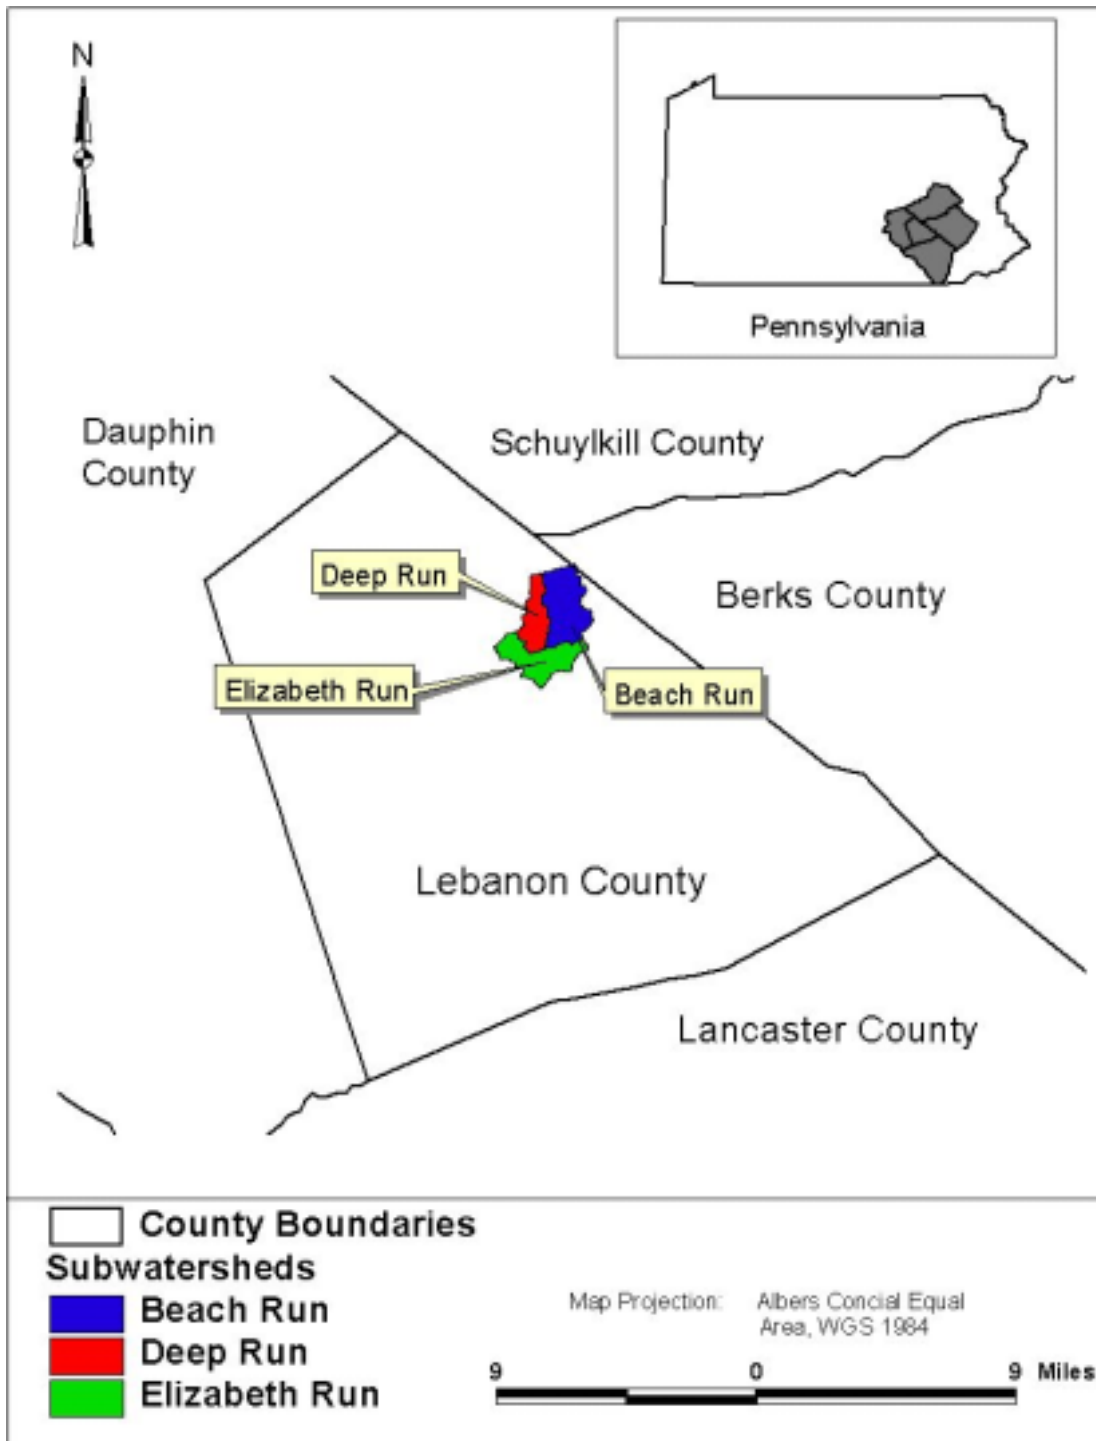 N
Pennsylvania
Dauphin
County
Schuylkill County
Deep Run
Berks County
Elizabeth Run
Beach Run
Lebanon County
Lancaster County
County Boundaries
Subwatersheds
Beach Run
Deep Run
Elizabeth Run
Map Projection: Albers Concial Equal
Area, WGS 1984
9 0 9 Miles